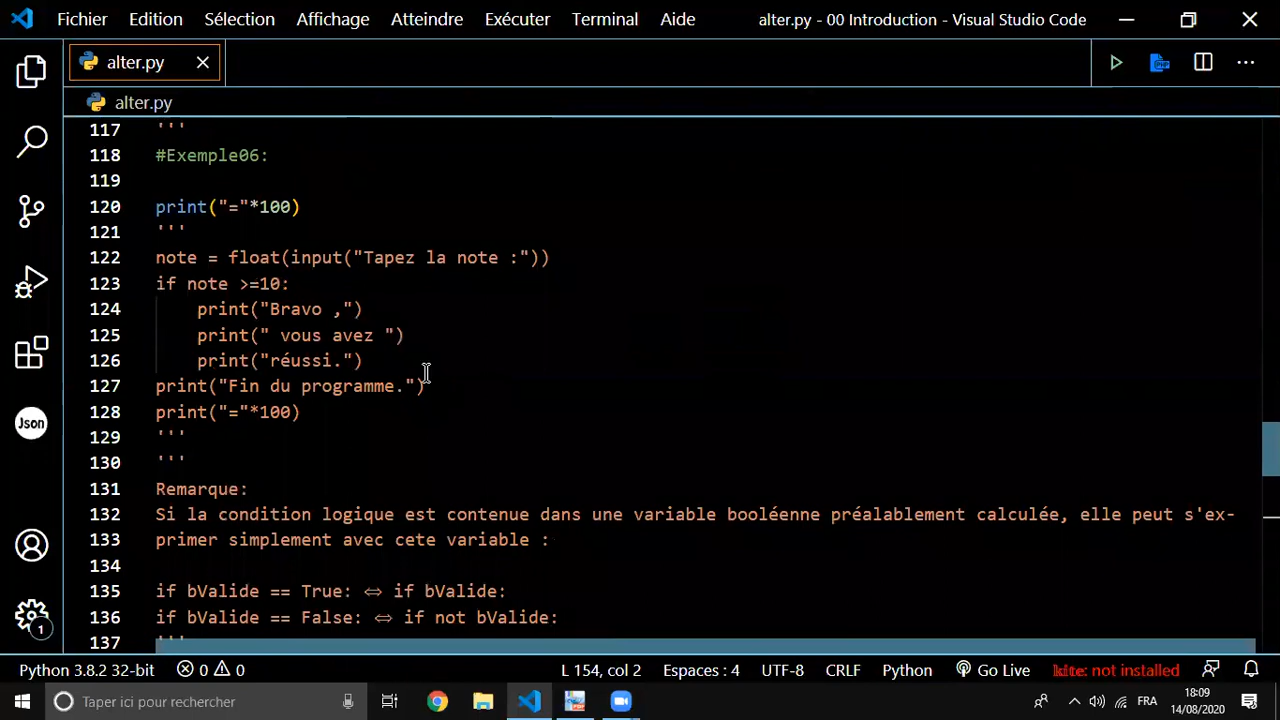 Fichier Edition Sélection Affichage Atteindre Exécuter Terminal Aide alter.py - 00 Introduction - Visual Studio Code
alter.py
alter.py
117 '''
118 #Exemple06:
119
120 print("="*100)
121 '''
122 note = float(input("Tapez la note :"))
123 if note >=10:
124 print("Bravo ,")
125 print(" vous avez ")
126 print("réussi.")
127 print("Fin du programme.")
128 print("="*100)
129 '''
130 '''
131 Remarque:
132 Si la condition logique est contenue dans une variable booléenne préalablement calculée, elle peut s'ex-
133 primer simplement avec cete variable :
134
135 if bValide == True: ⇔ if bValide:
136 if bValide == False: ⇔ if not bValide:
137 '''
Json
1
Python 3.8.2 32-bit 0 0 L 154, col 2 Espaces : 4 UTF-8 CRLF Python Go Live kite: not installed
Taper ici pour rechercher FRA 18:09
14/08/2020